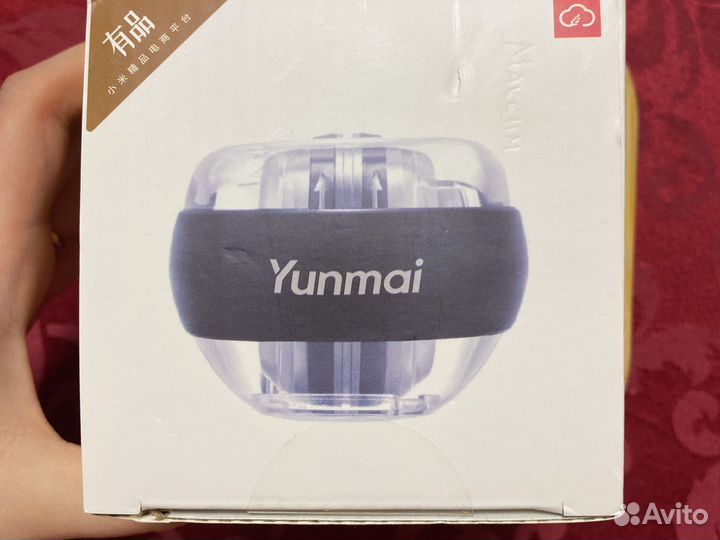 有品
小米精品电商平台
Yunmai
Avito